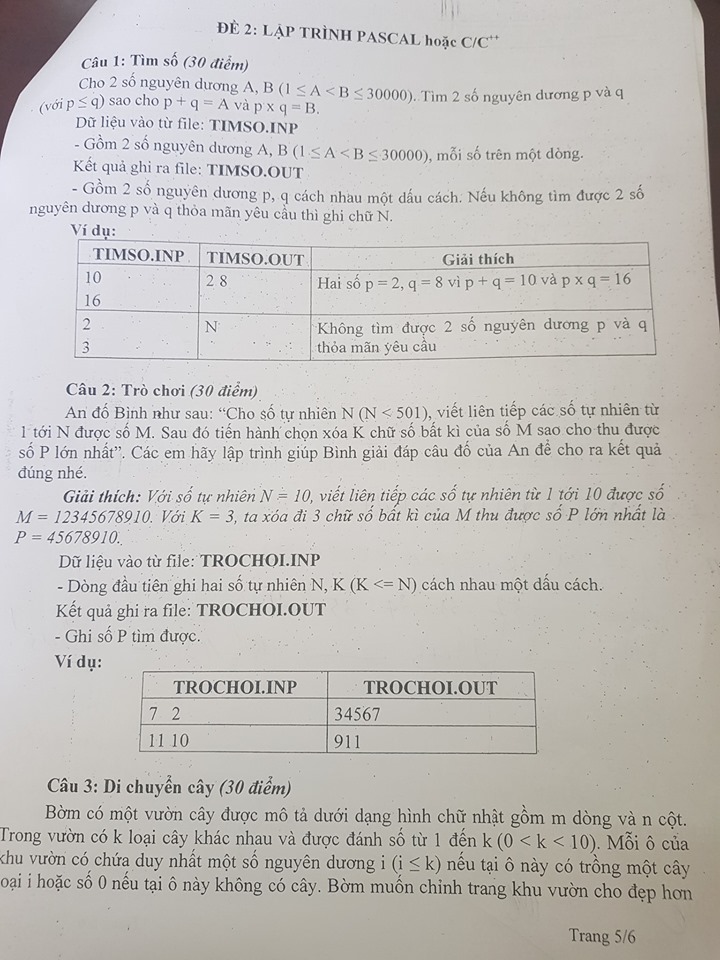 ĐỀ 2: LẬP TRÌNH PASCAL hoặc C/C++
Câu 1: Tìm số (30 điểm)
Cho 2 số nguyên dương A, B (1 ≤ A < B ≤ 30000). Tìm 2 số nguyên dương p và q
(với p ≤ q) sao cho p + q = A và p x q = B.
Dữ liệu vào từ file: TIMSO.INP
- Gồm 2 số nguyên dương A, B (1 ≤ A < B ≤ 30000), mỗi số trên một dòng.
Kết quả ghi ra file: TIMSO.OUT
- Gồm 2 số nguyên dương p, q cách nhau một dấu cách. Nếu không tìm được 2 số
nguyên dương p và q thỏa mãn yêu cầu thì ghi chữ N.
Ví dụ:
TIMSO.INP TIMSO.OUT Giải thích
10 2 8 Hai số p = 2, q = 8 vì p + q = 10 và p x q = 16
16
2 N Không tìm được 2 số nguyên dương p và q
3 thỏa mãn yêu cầu
Câu 2: Trò chơi (30 điểm)
An đố Bình như sau: “Cho số tự nhiên N (N < 501), viết liên tiếp các số tự nhiên từ
1 tới N được số M. Sau đó tiến hành chọn xóa K chữ số bất kì của số M sao cho thu được
số P lớn nhất”. Các em hãy lập trình giúp Bình giải đáp câu đố của An để cho ra kết quả
đúng nhé.
Giải thích: Với số tự nhiên N = 10, viết liên tiếp các số tự nhiên từ 1 tới 10 được số
M = 12345678910. Với K = 3, ta xóa đi 3 chữ số bất kì của M thu được số P lớn nhất là
P = 45678910.
Dữ liệu vào từ file: TROCHOI.INP
- Dòng đầu tiên ghi hai số tự nhiên N, K (K <= N) cách nhau một dấu cách.
Kết quả ghi ra file: TROCHOI.OUT
- Ghi số P tìm được.
Ví dụ:
TROCHOI.INP TROCHOI.OUT
7 2 34567
11 10 911
Câu 3: Di chuyển cây (30 điểm)
Bờm có một vườn cây được mô tả dưới dạng hình chữ nhật gồm m dòng và n cột.
Trong vườn có k loại cây khác nhau và được đánh số từ 1 đến k (0 < k < 10). Mỗi ô của
khu vườn có chứa duy nhất một số nguyên dương i (i ≤ k) nếu tại ô này có trồng một cây
loại i hoặc số 0 nếu tại ô này không có cây. Bờm muốn chỉnh trang khu vườn cho đẹp hơn
Trang 5/6